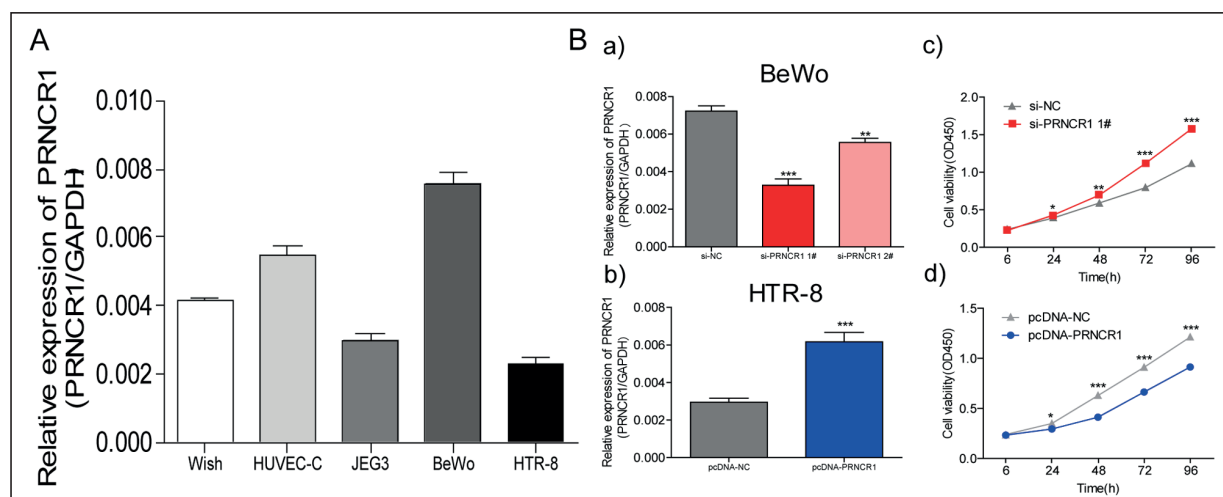 A
Relative expression of PRNCR1
(PRNCR1/GAPDH)
0.010
0.008
0.006
0.004
0.002
0.000
Wish HUVEC-C JEG3 BeWo HTR-8
B
a)
BeWo
Relative expression of PRNCR1
(PRNCR1/GAPDH)
0.008
0.006
0.004
0.002
0.000
***
**
si-NC si-PRNCR1 1# si-PRNCR1 2#
b)
HTR-8
Relative expression of PRNCR1
(PRNCR1/GAPDH)
0.008
0.006
0.004
0.002
0.000
***
pcDNA-NC pcDNA-PRNCR1
c)
Cell viability(OD450)
2.0
1.5
1.0
0.5
0.0
si-NC
si-PRNCR1 1#
* ** *** ***
6 24 48 72 96
Time(h)
d)
Cell viability(OD450)
1.5
1.0
0.5
0.0
pcDNA-NC
pcDNA-PRNCR1
* *** *** ***
6 24 48 72 96
Time(h)